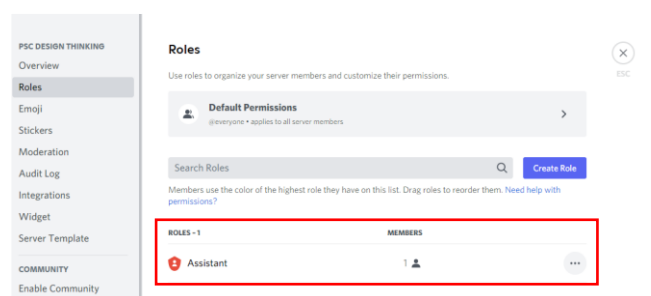 PSC DESIGN THINKING
Overview
Roles
Emoji
Stickers
Moderation
Audit Log
Integrations
Widget
Server Template
COMMUNITY
Enable Community
Roles
Use roles to organize your server members and customize their permissions.
Default Permissions
@everyone • applies to all server members
Search Roles
Create Role
Members use the color of the highest role they have on this list. Drag roles to reorder them. Need help with
permissions?
ROLES - 1 MEMBERS
Assistant 1
ESC